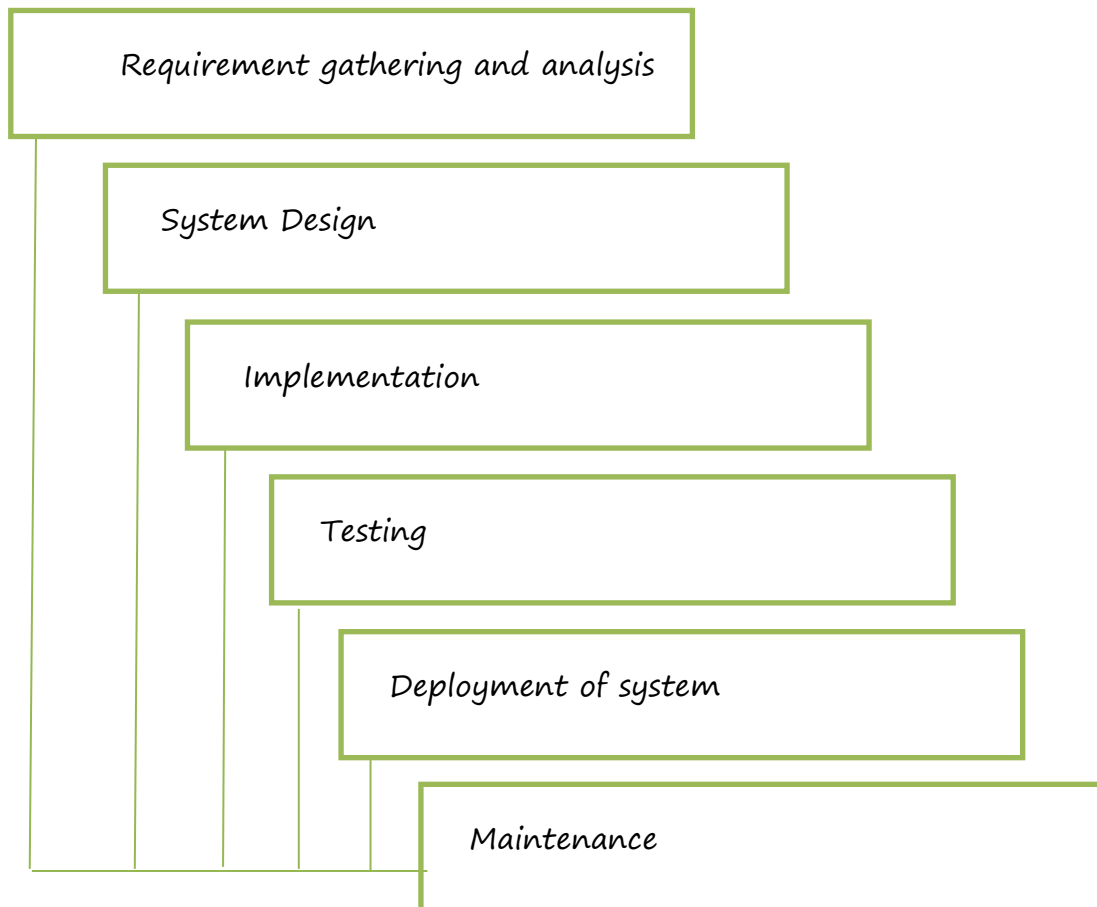 Requirement gathering and analysis
System Design
Implementation
Testing
Deployment of system
Maintenance